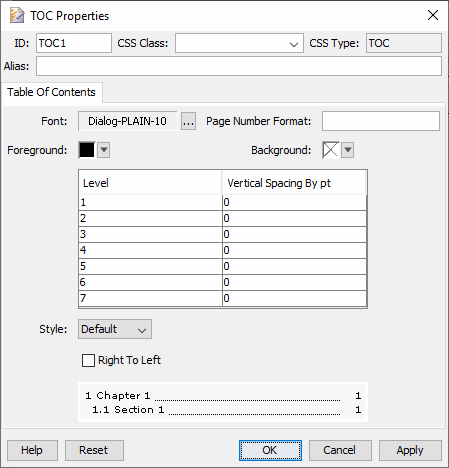 TOC Properties
ID: TOC1 CSS Class: CSS Type: TOC
Alias:
Table Of Contents
Font: Dialog-PLAIN-10 ... Page Number Format:
Foreground: Background:
Level Vertical Spacing By pt
1 0
2 0
3 0
4 0
5 0
6 0
7 0
Style: Default
Right To Left
1 Chapter 1 ........................................ 1
1.1 Section 1 ........................................ 1
Help Reset OK Cancel Apply